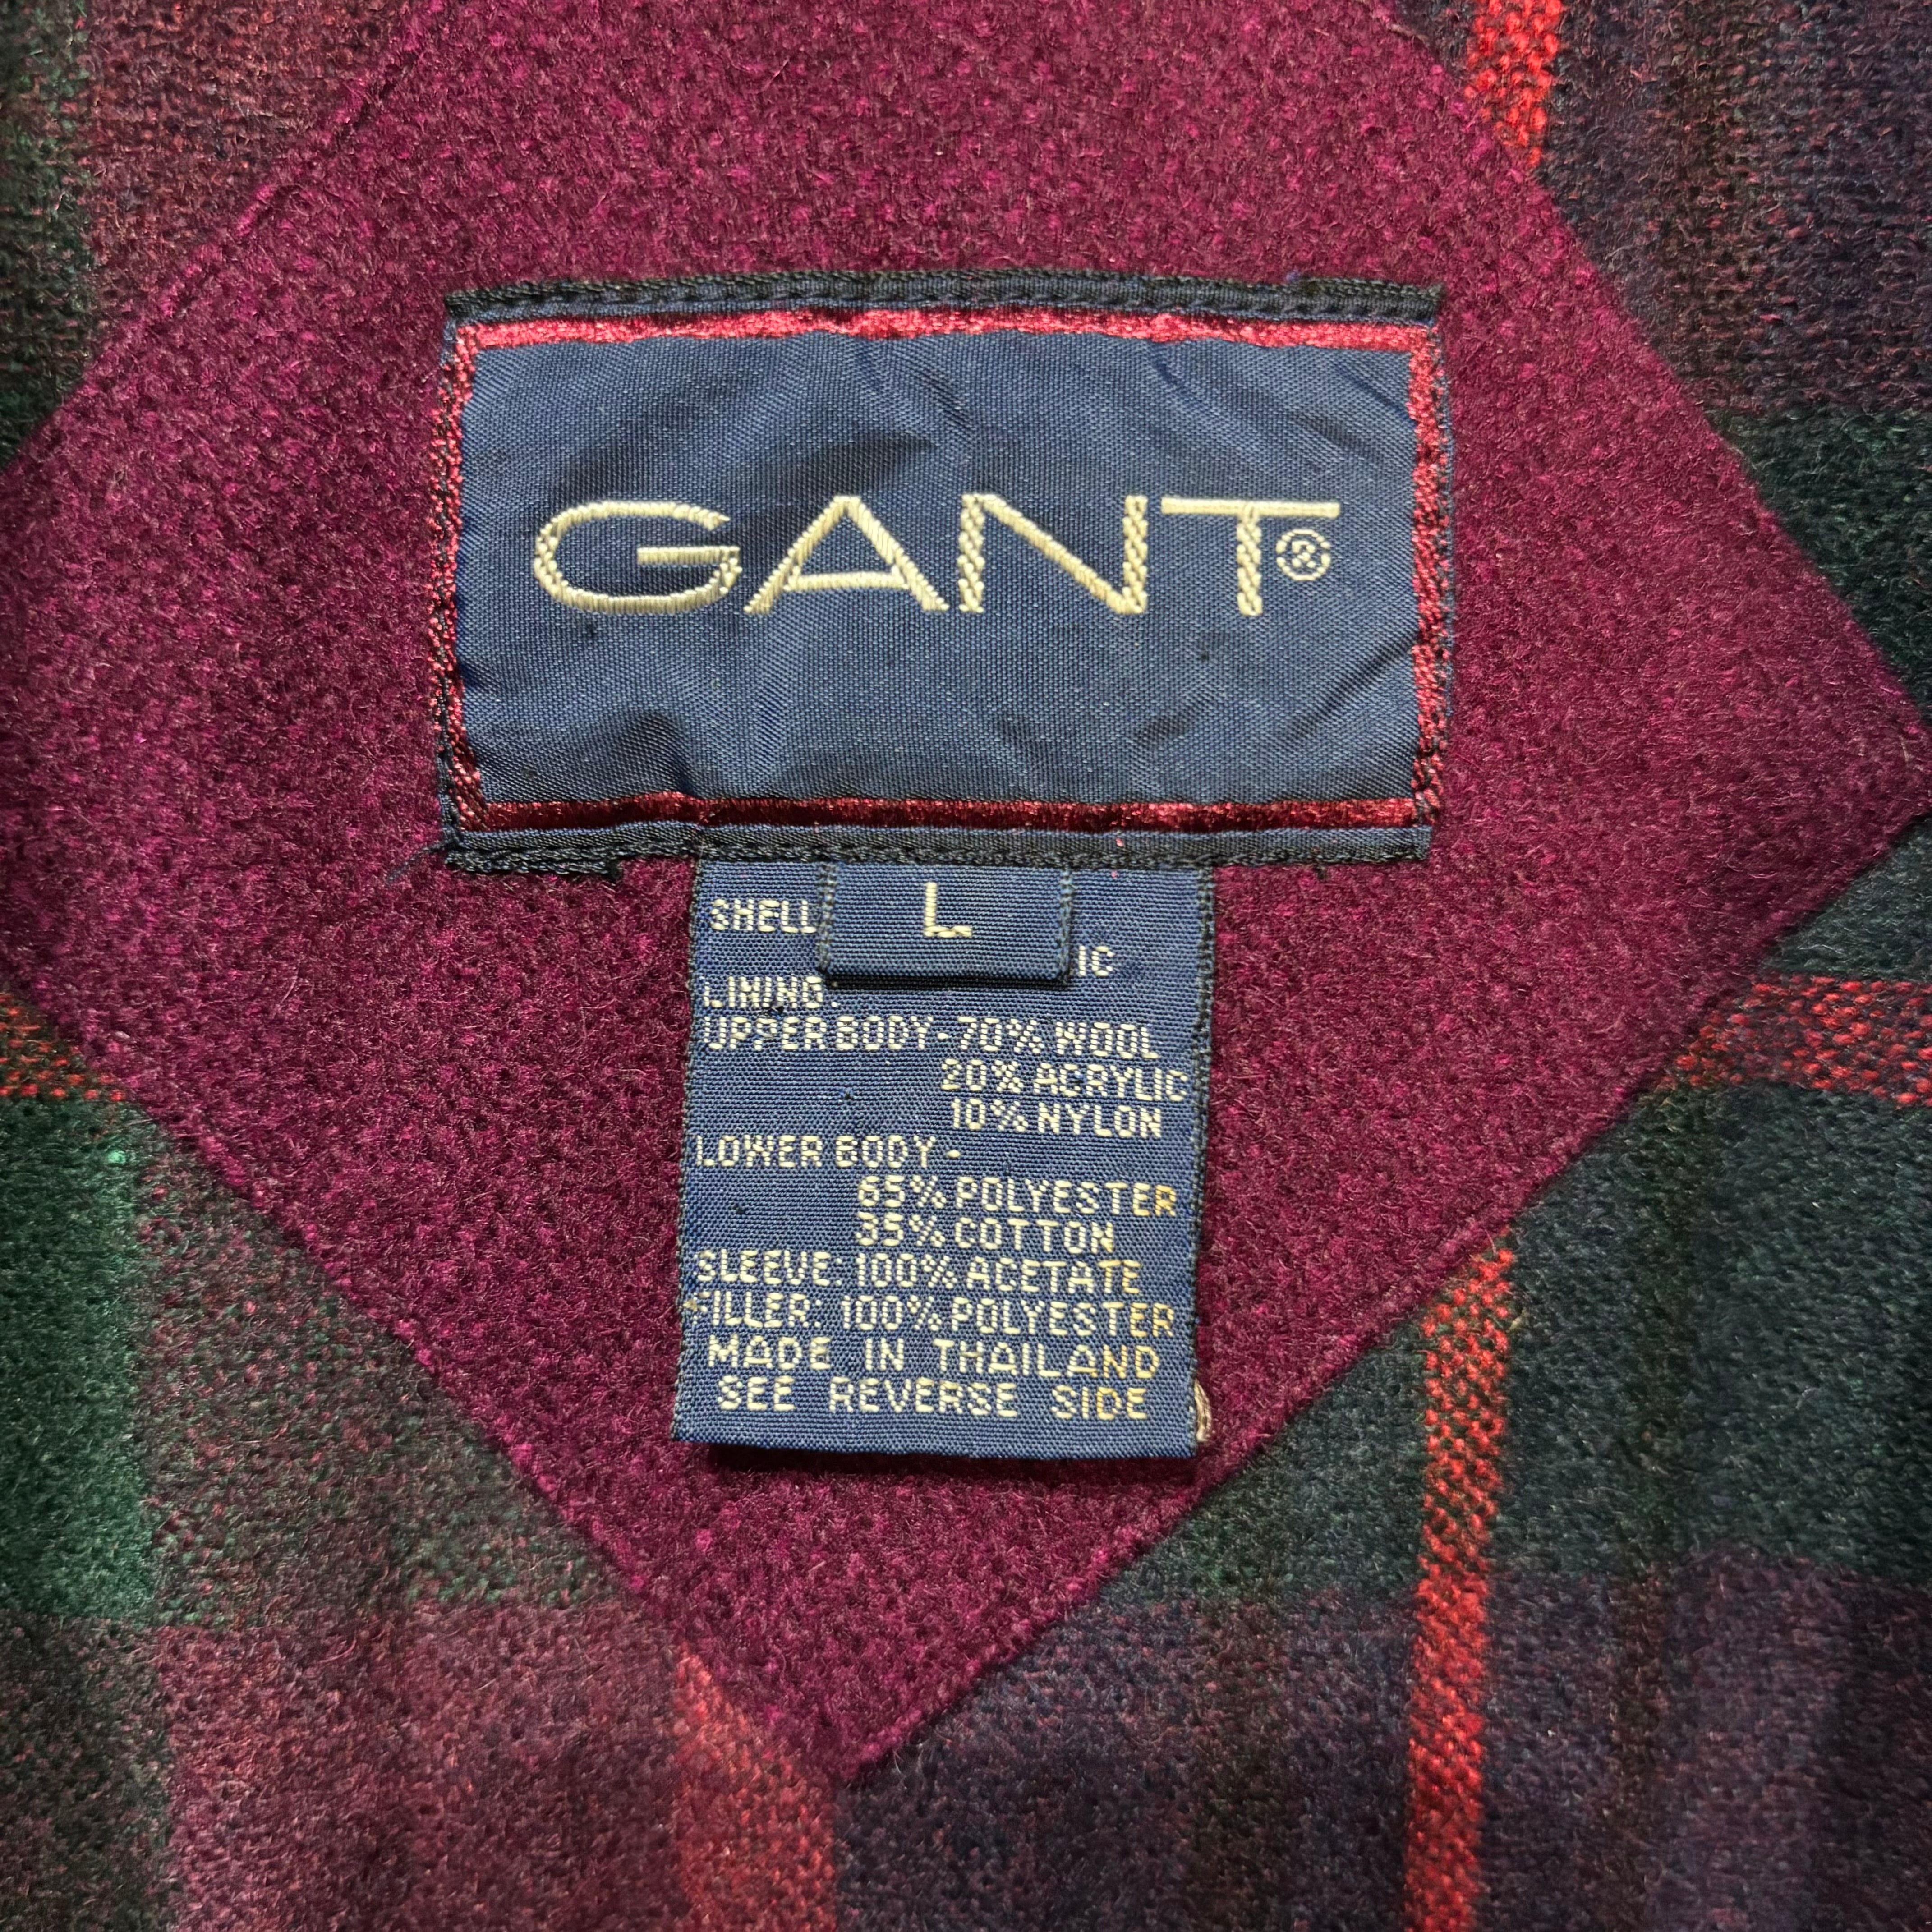 GANT®
L
SHELL
LINING:
UPPER BODY-70% WOOL
20% ACRYLIC
10% NYLON
LOWER BODY-
65% POLYESTER
35% COTTON
SLEEVE: 100% ACETATE
FILLER: 100% POLYESTER
MADE IN THAILAND
SEE REVERSE SIDE